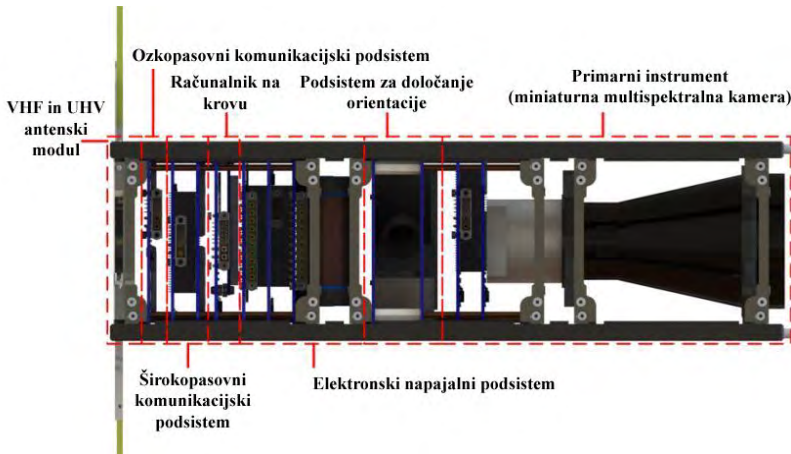 Ozkopasovni komunikacijski podsistem
Računalnik na
krovu
Podsistem za določanje
orientacije
Primarni instrument
(miniaturna multispektralna kamera)
VHF in UHV
antenski
modul
Širokopasovni
komunikacijski
podsistem
Elektronski napajalni podsistem